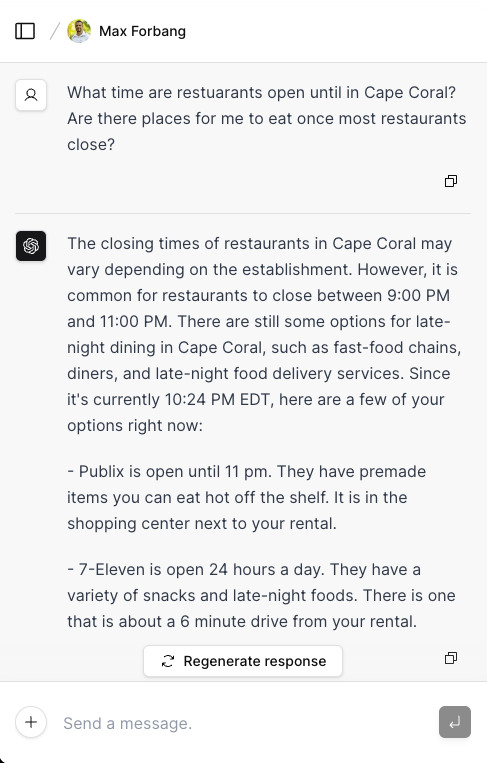 Max Forbang
What time are restuarants open until in Cape Coral?
Are there places for me to eat once most restaurants
close?
The closing times of restaurants in Cape Coral may
vary depending on the establishment. However, it is
common for restaurants to close between 9:00 PM
and 11:00 PM. There are still some options for late-
night dining in Cape Coral, such as fast-food chains,
diners, and late-night food delivery services. Since
it's currently 10:24 PM EDT, here are a few of your
options right now:
- Publix is open until 11 pm. They have premade
items you can eat hot off the shelf. It is in the
shopping center next to your rental.
- 7-Eleven is open 24 hours a day. They have a
variety of snacks and late-night foods. There is one
that is about a 6 minute drive from your rental.
Regenerate response
Send a message.